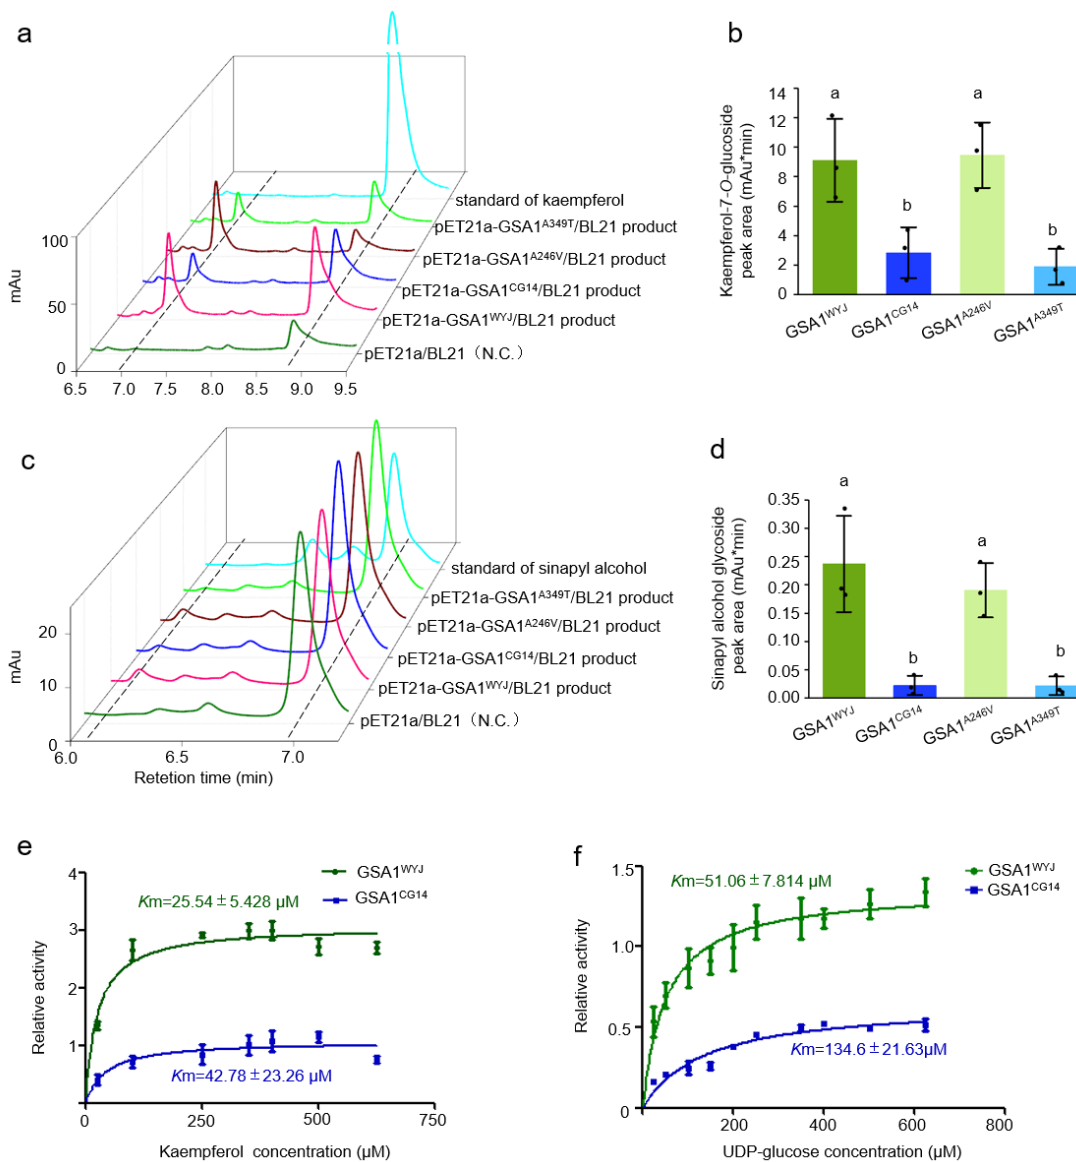 a
standard of kaempferol
pET21a-GSA1A349T/BL21 product
pET21a-GSA1A246V/BL21 product
pET21a-GSA1CG14/BL21 product
pET21a-GSA1WYJ/BL21 product
pET21a/BL21（N.C.）
mAu
100
50
0
6.5 7.0 7.5 8.0 8.5 9.0 9.5
b
Kaempferol-7-O-glucoside
peak area (mAu*min)
14
12
10
8
6
4
2
0
a b a b
GSA1WYJ GSA1CG14 GSA1A246V GSA1A349T
c
standard of sinapyl alcohol
pET21a-GSA1A349T/BL21 product
pET21a-GSA1A246V/BL21 product
pET21a-GSA1CG14/BL21 product
pET21a-GSA1WYJ/BL21 product
pET21a/BL21（N.C.）
mAu
20
10
0
6.0 6.5 7.0
Retetion time (min)
d
Sinapyl alcohol glycoside
peak area (mAu*min)
0.35
0.30
0.25
0.20
0.15
0.10
0.05
0.00
a b a b
GSA1WYJ GSA1CG14 GSA1A246V GSA1A349T
e
GSA1WYJ
GSA1CG14
Km=25.54±5.428 µM
Km=42.78±23.26 µM
Relative activity
4
3
2
1
0
0 250 500 750
Kaempferol concentration (µM)
f
GSA1WYJ
GSA1CG14
Km=51.06±7.814 µM
Km=134.6±21.63µM
Relative activity
1.5
1.0
0.5
0
200 400 600 800
UDP-glucose concentration (µM)